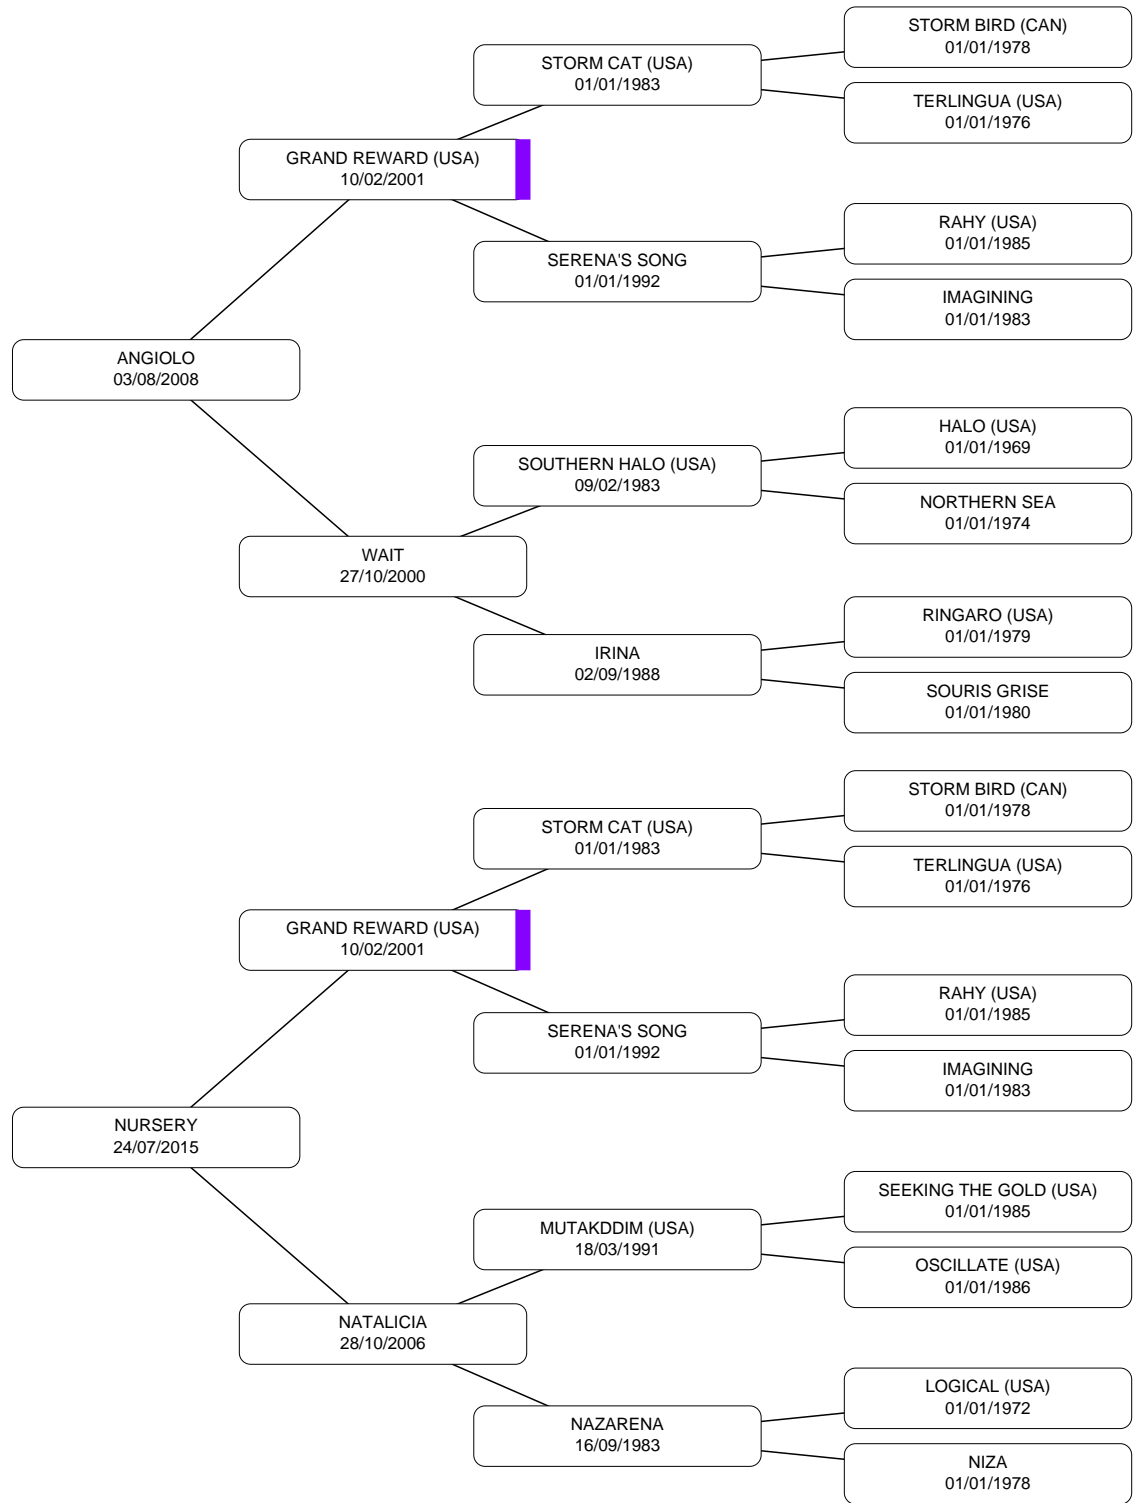 STORM BIRD (CAN)
01/01/1978
STORM CAT (USA)
01/01/1983
TERLINGUA (USA)
01/01/1976
GRAND REWARD (USA)
10/02/2001
RAHY (USA)
01/01/1985
SERENA'S SONG
01/01/1992
IMAGINING
01/01/1983
ANGIOLO
03/08/2008
HALO (USA)
01/01/1969
SOUTHERN HALO (USA)
09/02/1983
NORTHERN SEA
01/01/1974
WAIT
27/10/2000
RINGARO (USA)
01/01/1979
IRINA
02/09/1988
SOURIS GRISE
01/01/1980
STORM BIRD (CAN)
01/01/1978
STORM CAT (USA)
01/01/1983
TERLINGUA (USA)
01/01/1976
GRAND REWARD (USA)
10/02/2001
RAHY (USA)
01/01/1985
SERENA'S SONG
01/01/1992
IMAGINING
01/01/1983
NURSERY
24/07/2015
SEEKING THE GOLD (USA)
01/01/1985
MUTAKDDIM (USA)
18/03/1991
OSCILLATE (USA)
01/01/1986
NATALICIA
28/10/2006
LOGICAL (USA)
01/01/1972
NAZARENA
16/09/1983
NIZA
01/01/1978